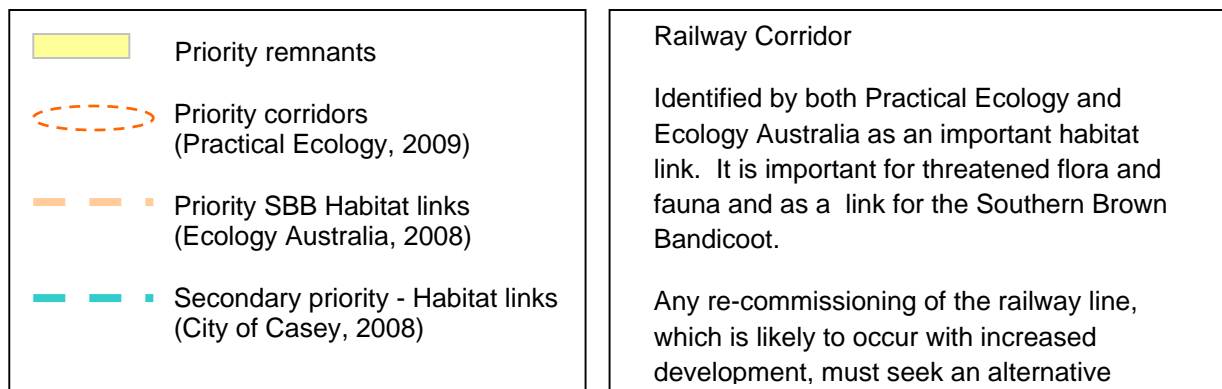 Priority remnants
Priority corridors
(Practical Ecology, 2009)
Priority SBB Habitat links
(Ecology Australia, 2008)
Secondary priority - Habitat links
(City of Casey, 2008)
Railway Corridor
Identified by both Practical Ecology and
Ecology Australia as an important habitat
link.  It is important for threatened flora and
fauna and as a  link for the Southern Brown
Bandicoot.
Any re-commissioning of the railway line,
which is likely to occur with increased
development, must seek an alternative